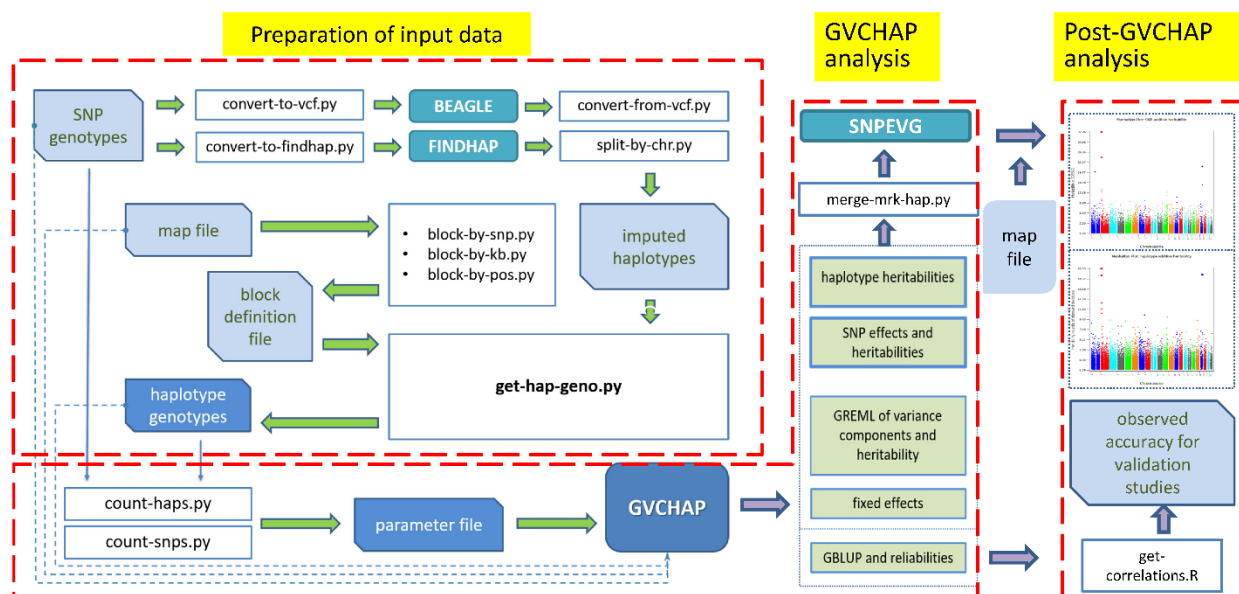 Preparation of input data
GVCHAP
analysis
Post-GVCHAP
analysis
SNP
genotypes
convert-to-vcf.py
BEAGLE
convert-from-vcf.py
convert-to-findhap.py
FINDHAP
split-by-chr.py
map file
• block-by-snp.py
• block-by-kb.py
• block-by-pos.py
imputed
haplotypes
block
definition
file
get-hap-geno.py
haplotype
genotypes
count-haps.py
count-snps.py
parameter file
GVCHAP
SNPEVG
merge-mrk-hap.py
haplotype heritabilities
SNP effects and
heritabilities
GREML of variance
components and
heritability
fixed effects
GBLUP and reliabilities
map
file
observed
accuracy for
validation
studies
get-
correlations.R